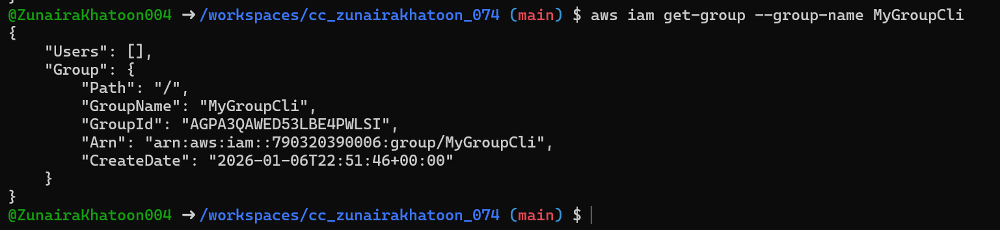 @ZunairaKhatoon004 ➜ /workspaces/cc_zunairakhatoon_074 (main) $ aws iam get-group --group-name MyGroupCli
{
    "Users": [],
    "Group": {
        "Path": "/",
        "GroupName": "MyGroupCli",
        "GroupId": "AGPA3QAWED53LBE4PWLSI",
        "Arn": "arn:aws:iam::790320390006:group/MyGroupCli",
        "CreateDate": "2026-01-06T22:51:46+00:00"
    }
}
@ZunairaKhatoon004 ➜ /workspaces/cc_zunairakhatoon_074 (main) $